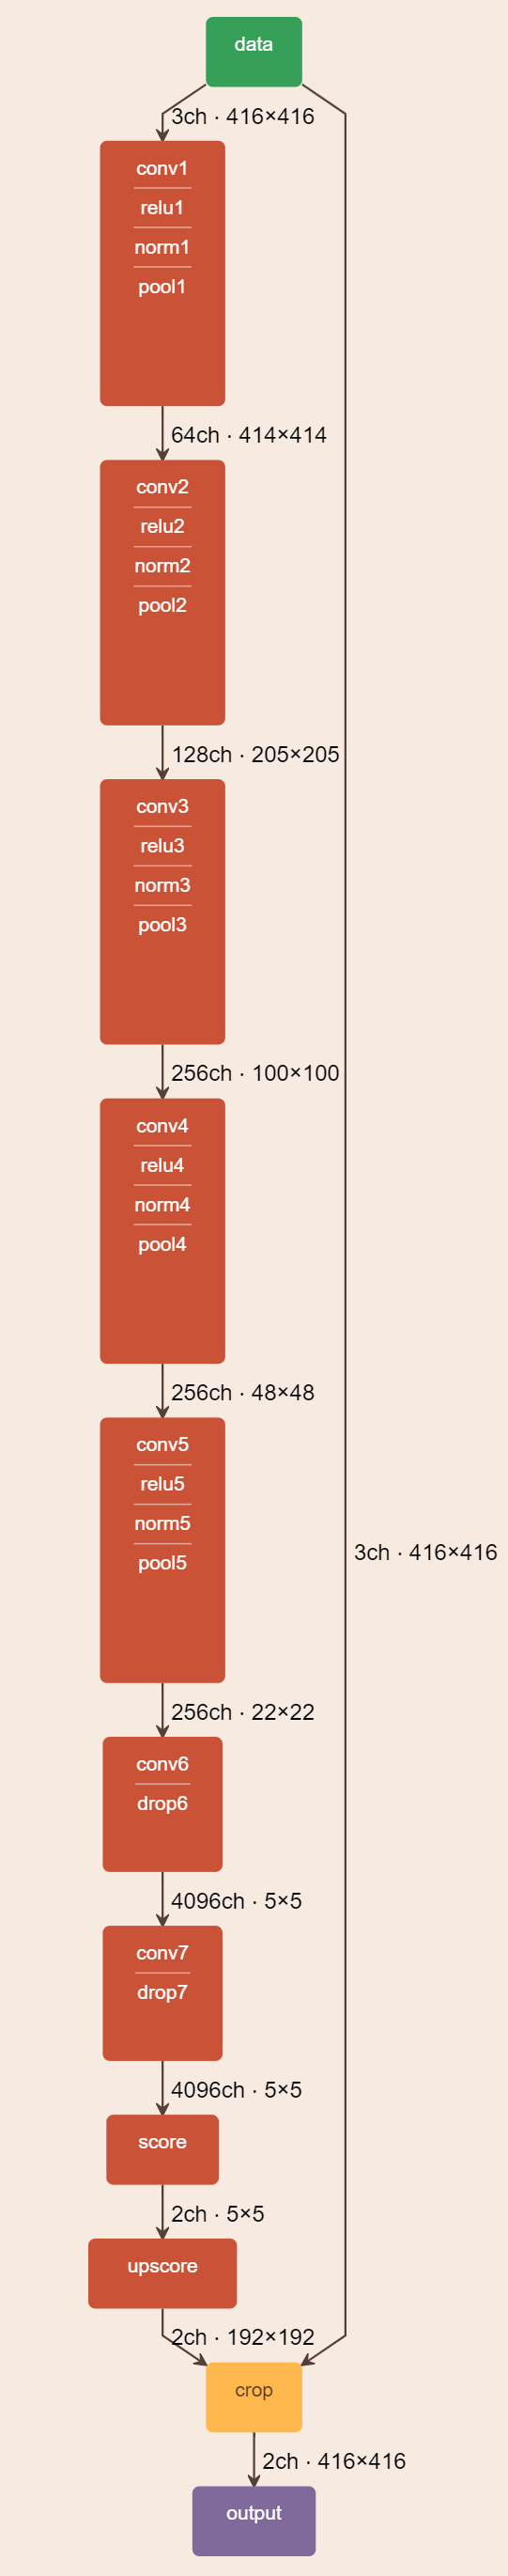 data
3ch · 416×416
conv1
relu1
norm1
pool1
64ch · 414×414
conv2
relu2
norm2
pool2
128ch · 205×205
conv3
relu3
norm3
pool3
256ch · 100×100
conv4
relu4
norm4
pool4
256ch · 48×48
conv5
relu5
norm5
pool5
3ch · 416×416
256ch · 22×22
conv6
drop6
4096ch · 5×5
conv7
drop7
4096ch · 5×5
score
2ch · 5×5
upscore
2ch · 192×192
crop
2ch · 416×416
output